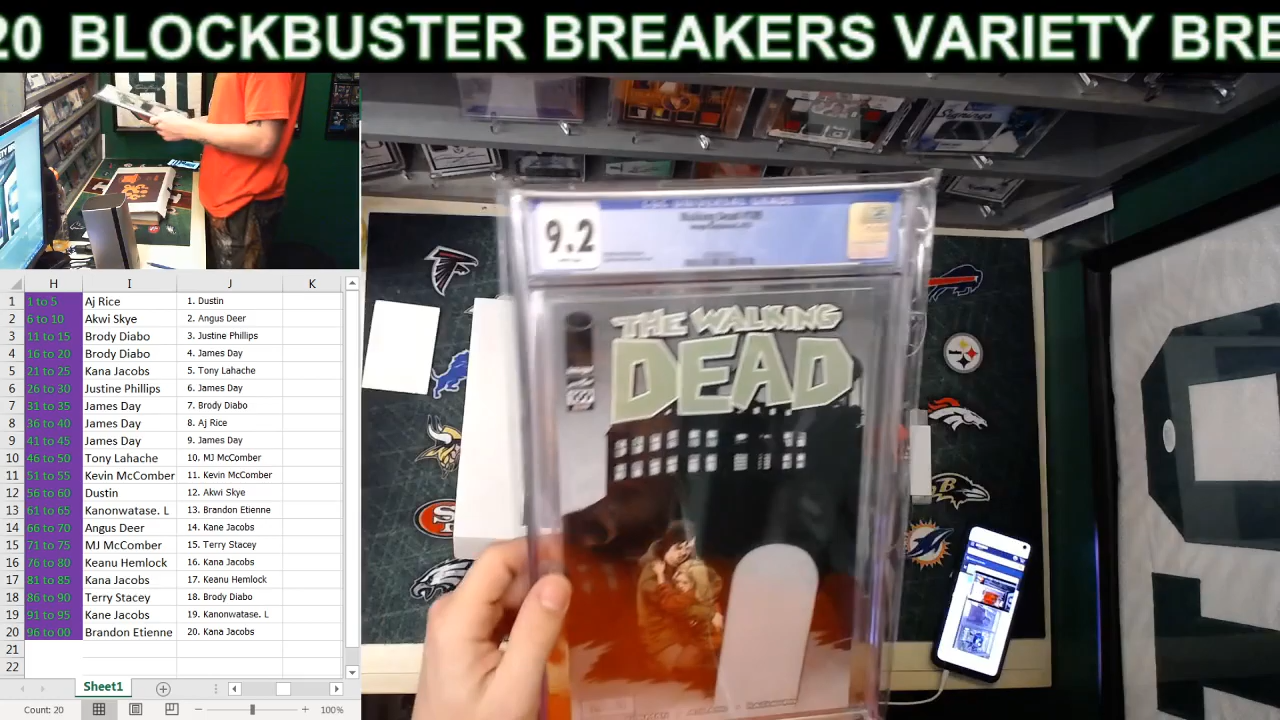 20 BLOCKBUSTER BREAKERS VARIETY BRE
9.2
THE WALKING
DEAD
H I J K
1 1 to 5 Aj Rice 1. Dustin
2 6 to 10 Akwi Skye 2. Angus Deer
3 11 to 15 Brody Diabo 3. Justine Phillips
4 16 to 20 Brody Diabo 4. James Day
5 21 to 25 Kana Jacobs 5. Tony Lahache
6 26 to 30 Justine Phillips 6. James Day
7 31 to 35 James Day 7. Brody Diabo
8 36 to 40 James Day 8. Aj Rice
9 41 to 45 James Day 9. James Day
10 46 to 50 Tony Lahache 10. MJ McComber
11 51 to 55 Kevin McComber 11. Kevin McComber
12 56 to 60 Dustin 12. Akwi Skye
13 61 to 65 Kanonwatase. L 13. Brandon Etienne
14 66 to 70 Angus Deer 14. Kane Jacobs
15 71 to 75 MJ McComber 15. Terry Stacey
16 76 to 80 Keanu Hemlock 16. Kana Jacobs
17 81 to 85 Kana Jacobs 17. Keanu Hemlock
18 86 to 90 Terry Stacey 18. Brody Diabo
19 91 to 95 Kane Jacobs 19. Kanonwatase. L
20 96 to 00 Brandon Etienne 20. Kana Jacobs
21
22
Sheet1
Count: 20 100%